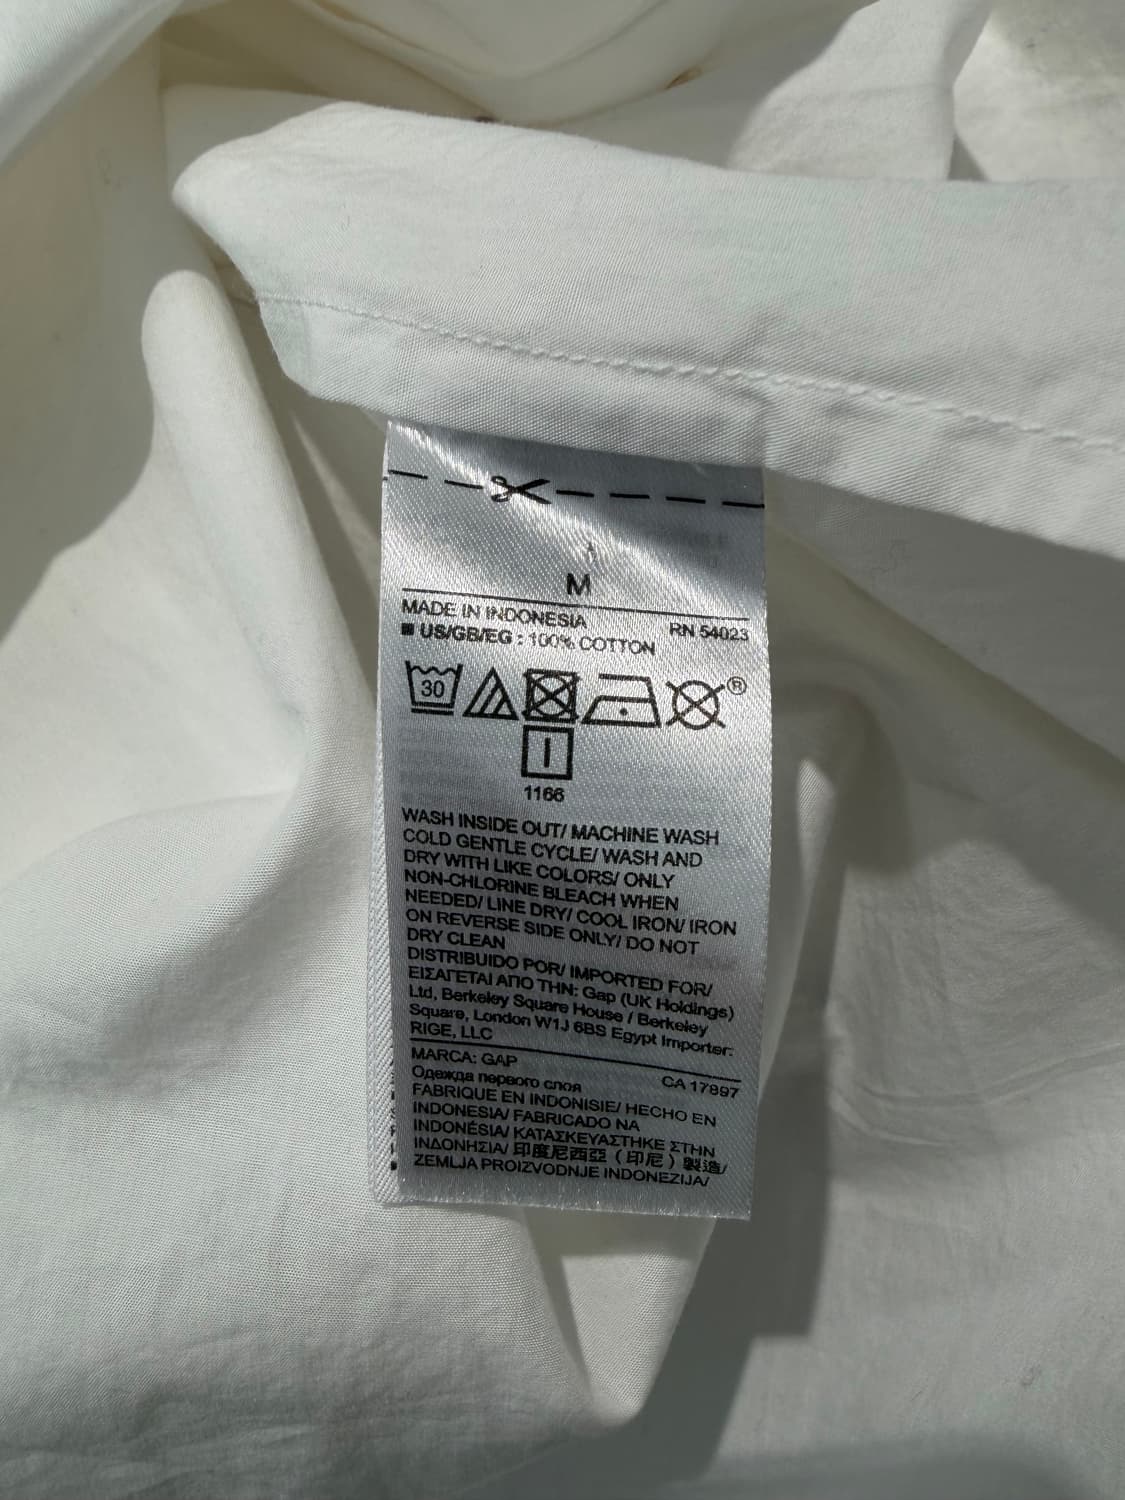 M
MADE IN INDONESIA RN 54023
■ US/GB/EG : 100% COTTON
30
®
1166
WASH INSIDE OUT/ MACHINE WASH
COLD GENTLE CYCLE/ WASH AND
DRY WITH LIKE COLORS/ ONLY
NON-CHLORINE BLEACH WHEN
NEEDED/ LINE DRY/ COOL IRON/ IRON
ON REVERSE SIDE ONLY/ DO NOT
DRY CLEAN
DISTRIBUIDO POR/ IMPORTED FOR/
ΕΙΣΑΓΕΤΑΙ ΑΠΟ ΤΗΝ: Gap (UK Holdings)
Ltd, Berkeley Square House / Berkeley
Square, London W1J 6BS Egypt Importer:
RIGE, LLC
MARCA: GAP
Одежда первого слоя CA 17897
FABRIQUE EN INDONISIE/ HECHO EN
INDONESIA/ FABRICADO NA
INDONÉSIA/ ΚΑΤΑΣΚΕΥΑΣΤΗΚΕ ΣΤΗΝ
ΙΝΔΟΝΗΣΙΑ/ 印度尼西亞（印尼）製造/
ZEMLJA PROIZVODNJE INDONEZIJA/